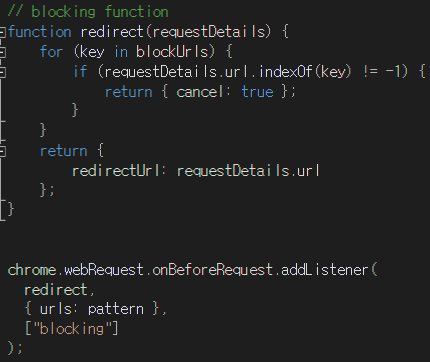 // blocking function
function redirect(requestDetails) {
    for (key in blockUrls) {
        if (requestDetails.url.indexOf(key) != -1) {
            return { cancel: true };
        }
    }
    return {
        redirectUrl: requestDetails.url
    };
}
chrome.webRequest.onBeforeRequest.addListener(
  redirect,
  { urls: pattern },
  ["blocking"]
);